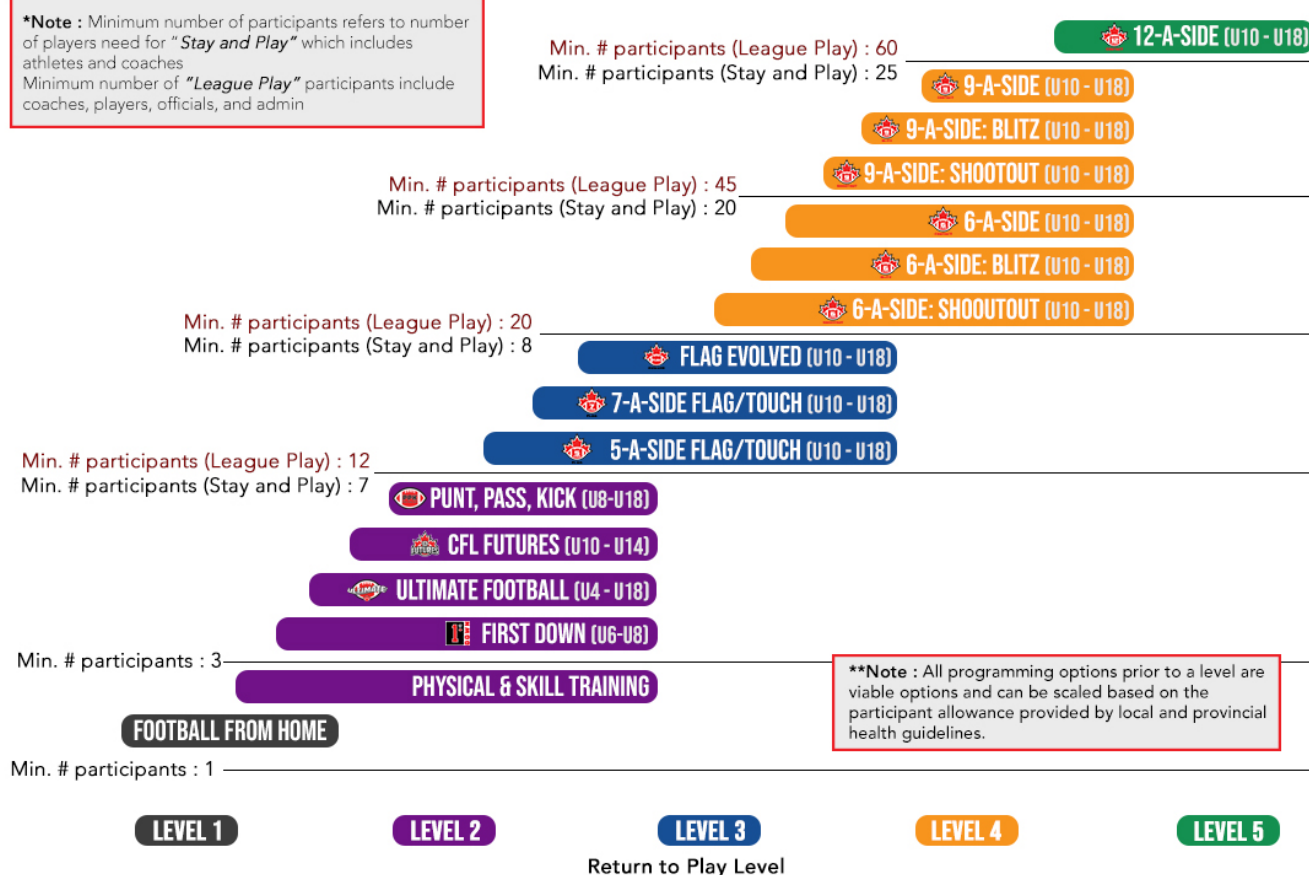 *Note : Minimum number of participants refers to number
of players need for "Stay and Play" which includes
athletes and coaches
Minimum number of "League Play" participants include
coaches, players, officials, and admin
Min. # participants (League Play) : 60
Min. # participants (Stay and Play) : 25
12-A-SIDE (U10 - U18)
9-A-SIDE (U10 - U18)
9-A-SIDE: BLITZ (U10 - U18)
9-A-SIDE: SHOOTOUT (U10 - U18)
Min. # participants (League Play) : 45
Min. # participants (Stay and Play) : 20
6-A-SIDE (U10 - U18)
6-A-SIDE: BLITZ (U10 - U18)
6-A-SIDE: SHOOUTOUT (U10 - U18)
Min. # participants (League Play) : 20
Min. # participants (Stay and Play) : 8
FLAG EVOLVED (U10 - U18)
7-A-SIDE FLAG/TOUCH (U10 - U18)
5-A-SIDE FLAG/TOUCH (U10 - U18)
Min. # participants (League Play) : 12
Min. # participants (Stay and Play) : 7
PUNT, PASS, KICK (U8-U18)
CFL FUTURES (U10 - U14)
ULTIMATE FOOTBALL (U4 - U18)
FIRST DOWN (U6-U8)
Min. # participants : 3
PHYSICAL & SKILL TRAINING
**Note : All programming options prior to a level are
viable options and can be scaled based on the
participant allowance provided by local and provincial
health guidelines.
FOOTBALL FROM HOME
Min. # participants : 1
LEVEL 1
LEVEL 2
LEVEL 3
LEVEL 4
LEVEL 5
Return to Play Level